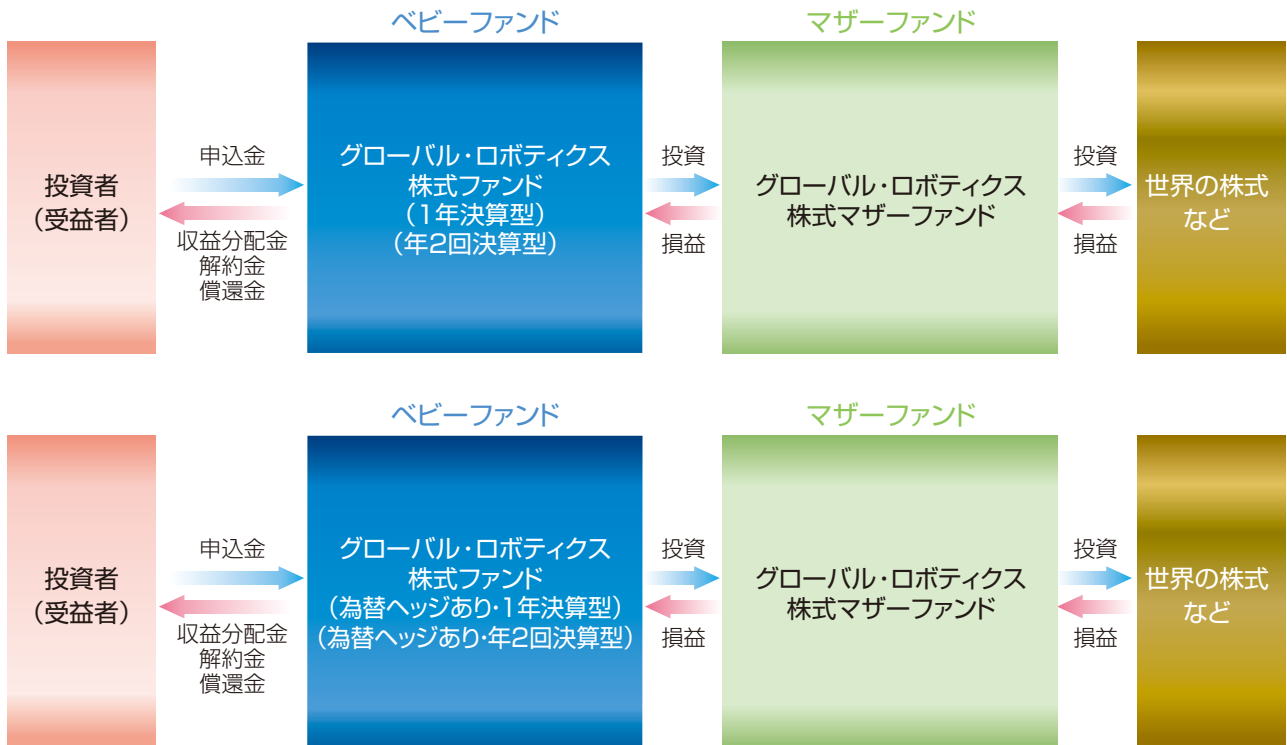 ベビーファンド
マザーファンド
投資者
（受益者）
申込金
収益分配金
解約金
償還金
グローバル・ロボティクス
株式ファンド
（1年決算型）
（年2回決算型）
投資
損益
グローバル・ロボティクス
株式マザーファンド
投資
損益
世界の株式
など
ベビーファンド
マザーファンド
投資者
（受益者）
申込金
収益分配金
解約金
償還金
グローバル・ロボティクス
株式ファンド
（為替ヘッジあり・1年決算型）
（為替ヘッジあり・年2回決算型）
投資
損益
グローバル・ロボティクス
株式マザーファンド
投資
損益
世界の株式
など